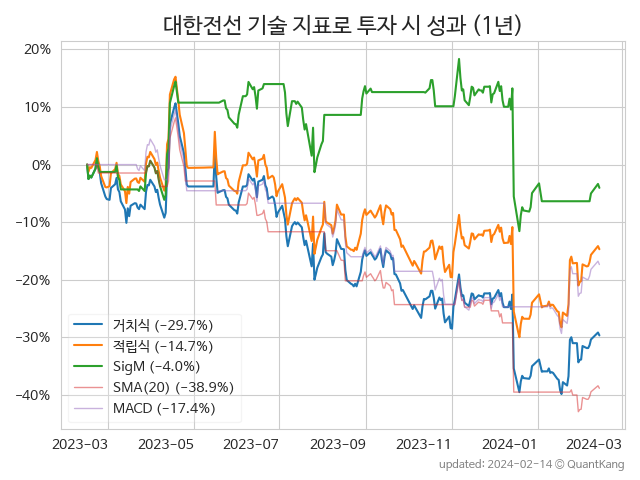 대한전선 기술 지표로 투자 시 성과 (1년)
20%
10%
0%
−10%
−20%
−30%
−40%
거치식 (−29.7%)
적립식 (−14.7%)
SigM (−4.0%)
SMA(20) (−38.9%)
MACD (−17.4%)
2023−03 2023−05 2023−07 2023−09 2023−11 2024−01 2024−03
updated: 2024−02−14 ⓒ QuantKang